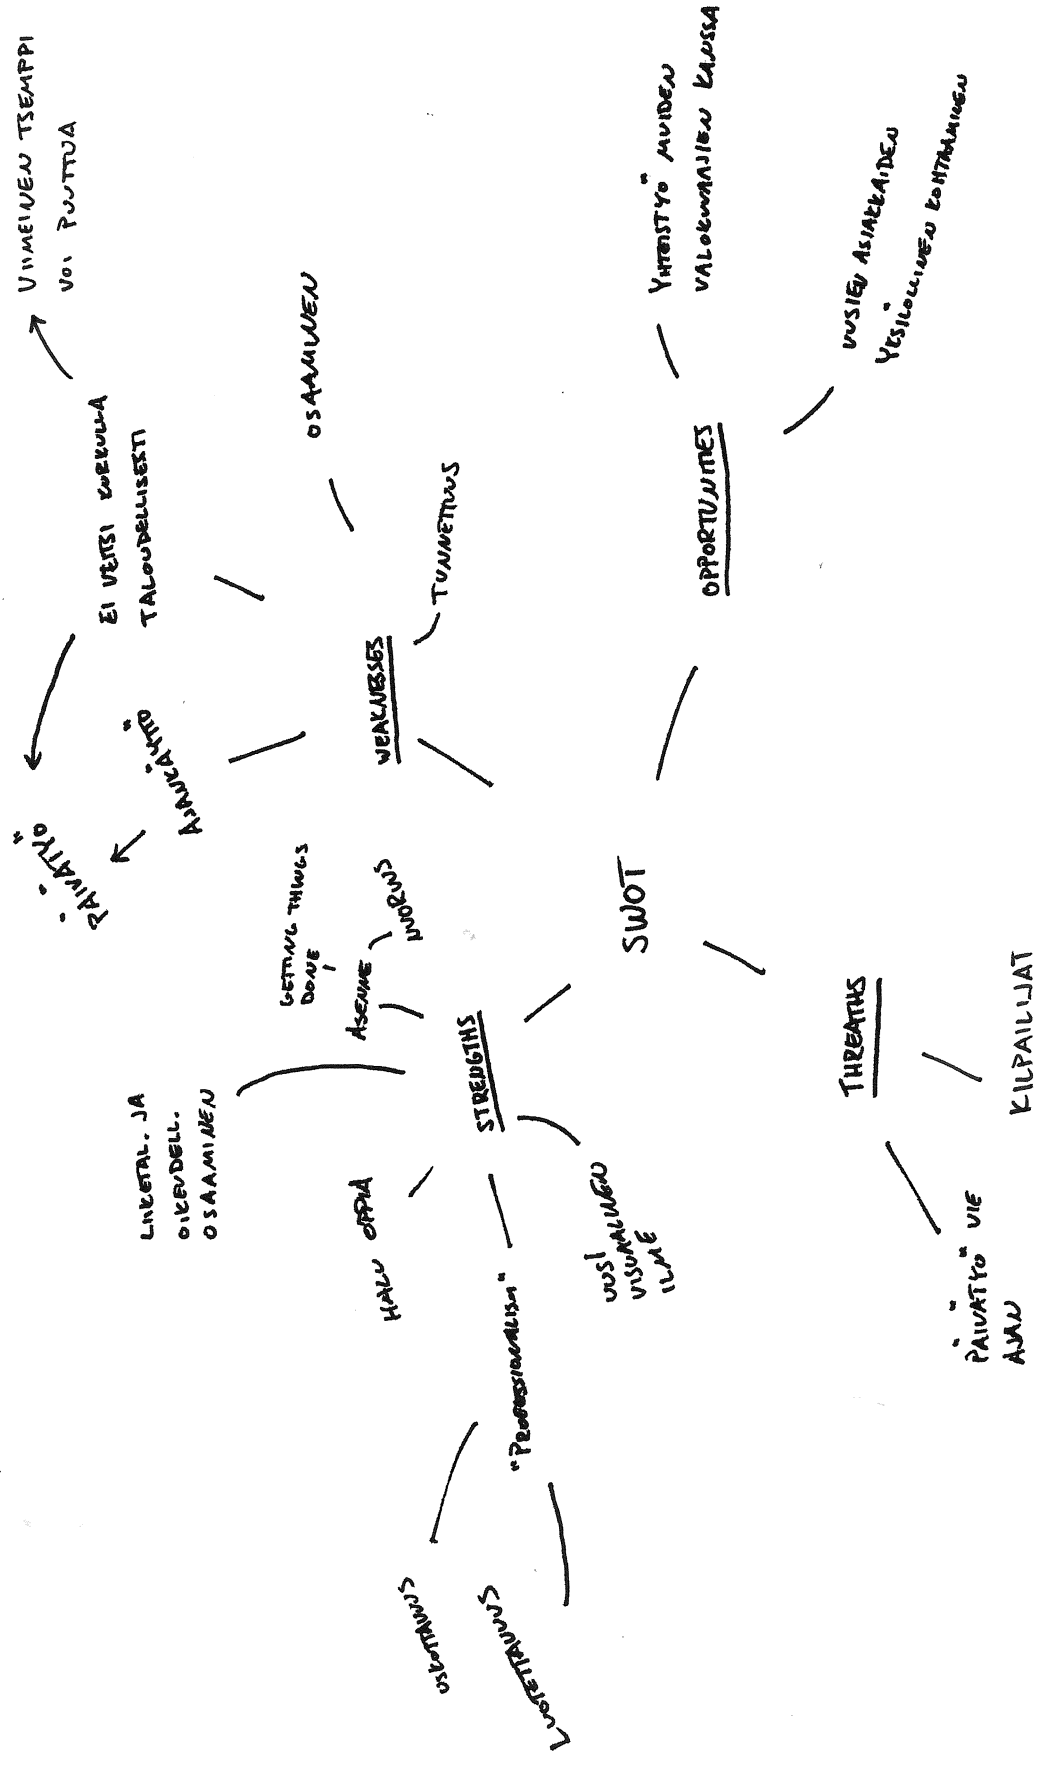 SWOT
STRENGTHS
LIIKETAL. JA
OIKEUDELL.
OSAAMINEN
ASENNE
GETTING THINGS
DONE
NUORUUS
HALU OPPIA
"PROFESSIONALISM"
USKOTTAVUUS
LUOTETTAVUUS
UUSI
VISUAALINEN
ILME
WEAKNESSES
AJANKÄYTTÖ
PÄIVÄTYÖ
EI VEITSI KURKULLA
TALOUDELLISESTI
VIIMEINEN TSEMPPI
VOI PUUTTUA
OSAAMINEN
TUNNETTUUS
OPPORTUNITIES
YHTEISTYÖ MUIDEN
VALOKUVAAJIEN KANSSA
UUSIEN ASIAKKAIDEN
YKSILÖLLINEN KOHTAAMINEN
THREATHS
PÄIVÄTYÖ VIE
AJAN
KILPAILIJAT